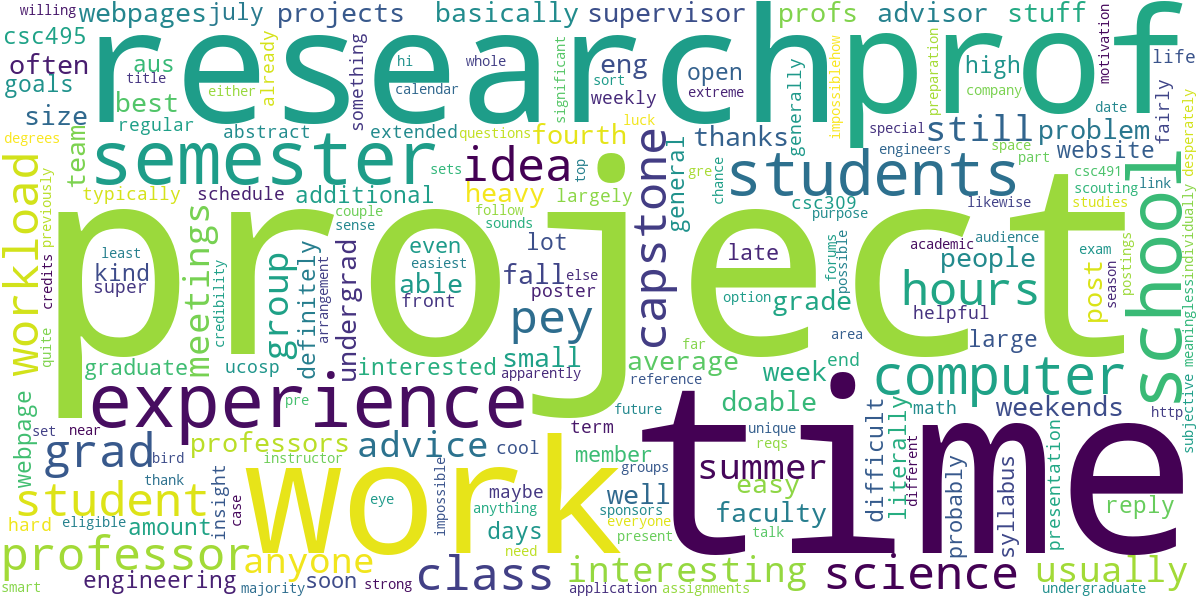 willing webpages july projects basically supervisor profs advisor stuff motivation
csc495 research prof
often aus something hi whole significant eng open high life
goals title either already calendar sort weekly extreme generally impossiblehow preparation company
size best regular abstract extended questions luck fourth thanks special still problem date fairly
degrees team semester sets idea top capstone general students engineers space part website csc491 link school
workload previously typically schedule additional heavy largely gre chance csc309 purpose likewise scouting studies desperately
project
credits meetings couple sense follow sounds late academic audience people exam individually
kind super least credibility group definitely arrangement undergrad even easiest able front lot fall else poster pey option grade forums possible hours helpful post season postings meaningless
quite graduate ucosp interested small apparently average far area large end week computer subjective
webpage pre experience reference doable math weekends http
set near grad bird professors advice cool future term member unique reqs time
thank instructor work groups summer easy difficult literally different probably syllabus presentation
student insight case eye impossible maybe anything well sponsors everyone faculty reply
hard eligible amount days need present talk
professor anyone class interesting science usually
smart engineering majority soon strong application assignments undergraduate